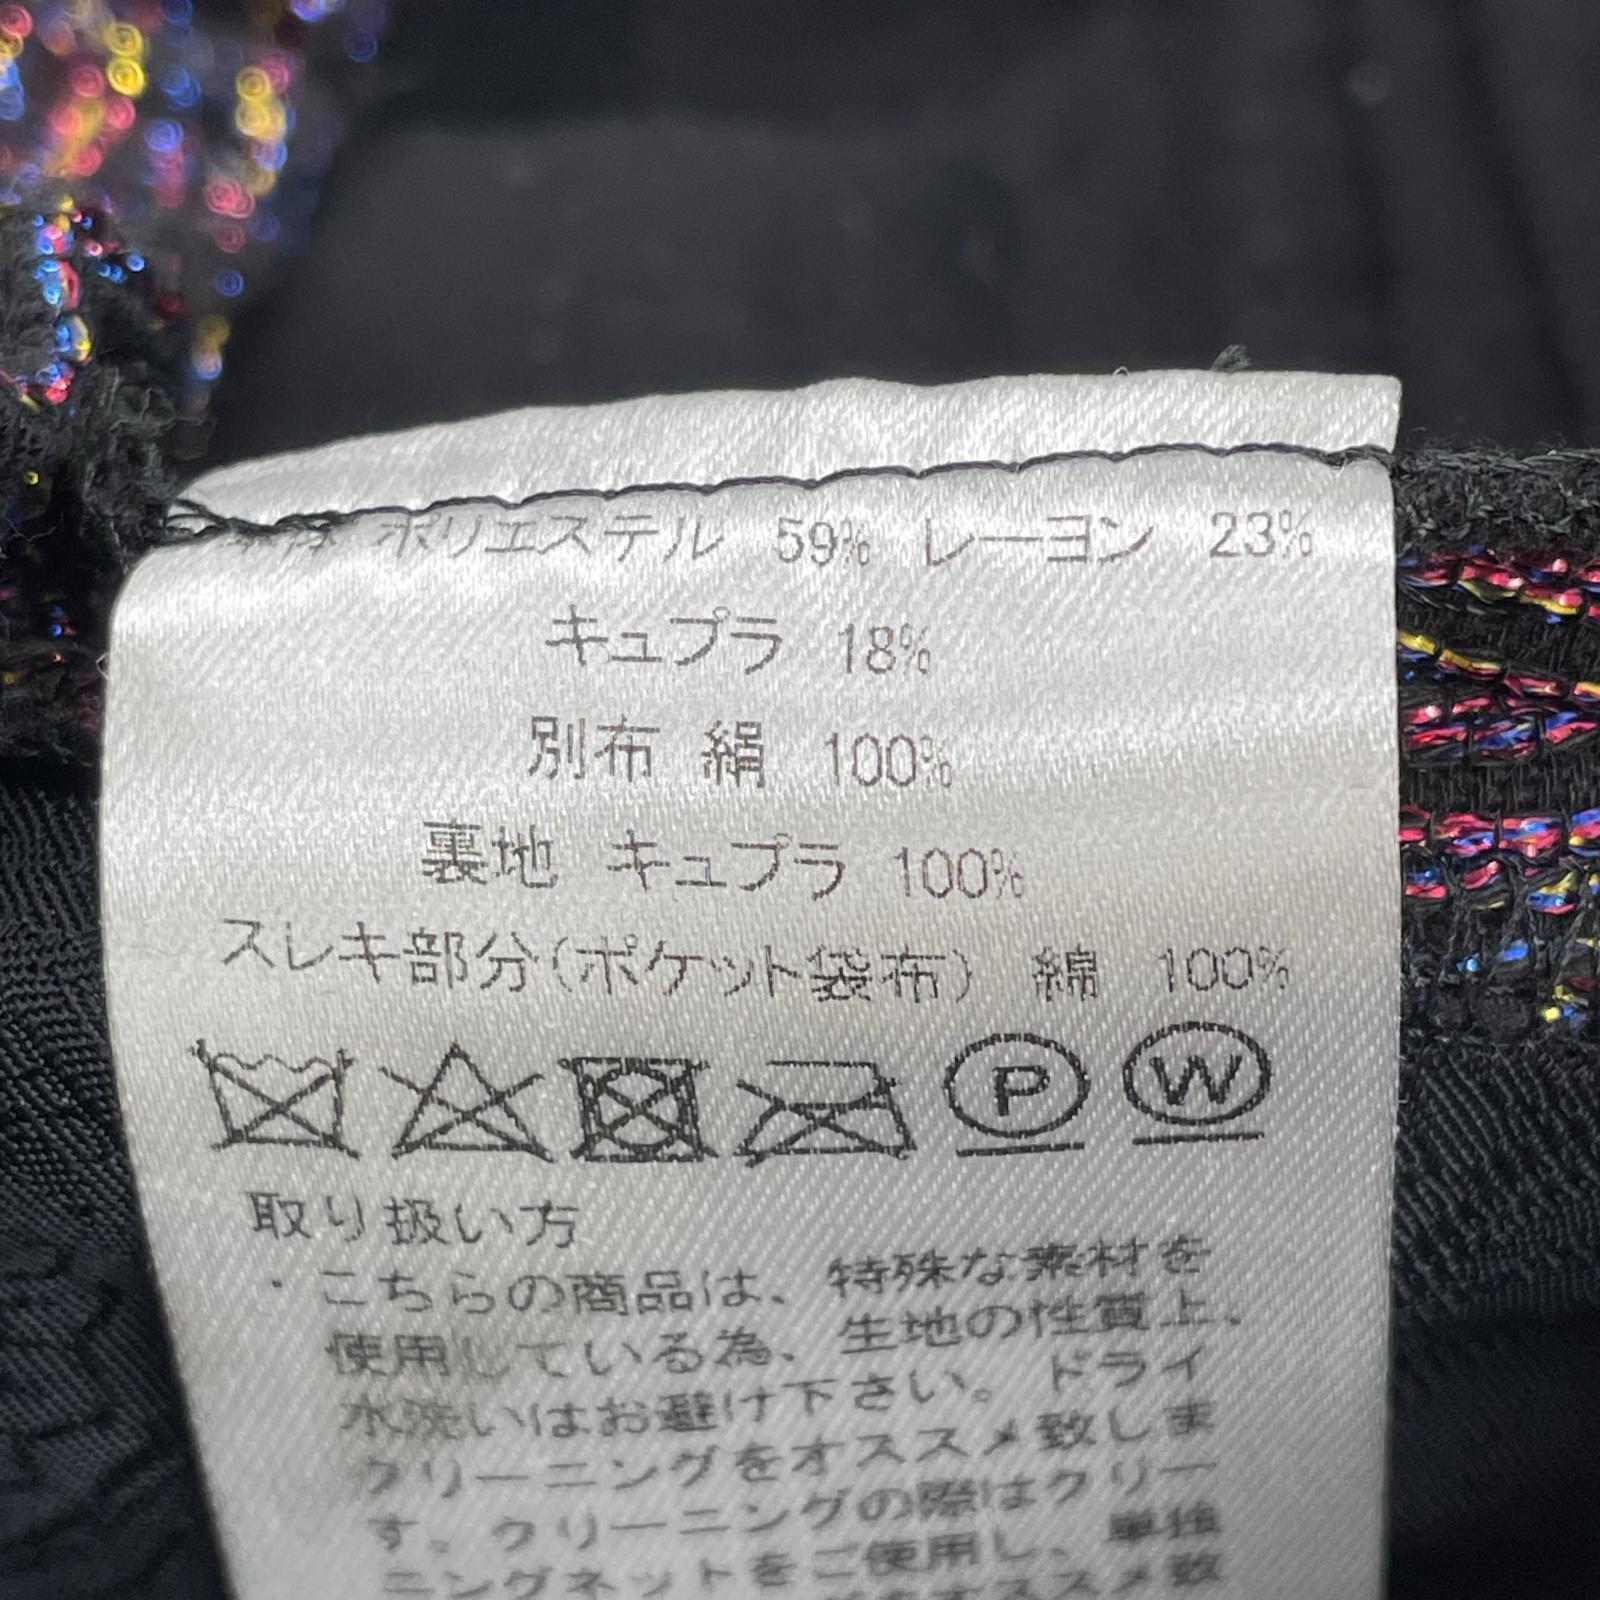 ポリエステル 59% レーヨン 23%
キュプラ 18%
別布 絹 100%
裏地 キュプラ 100%
スレキ部分(ポケット袋布) 綿 100%
P W
取り扱い方
・こちらの商品は、特殊な素材を
使用している為、生地の性質上、
水洗いはお避け下さい。ドライ
クリーニングをオススメ致しま
す。クリーニングの際はクリー
ニングネットをご使用し、単独
オススメ致